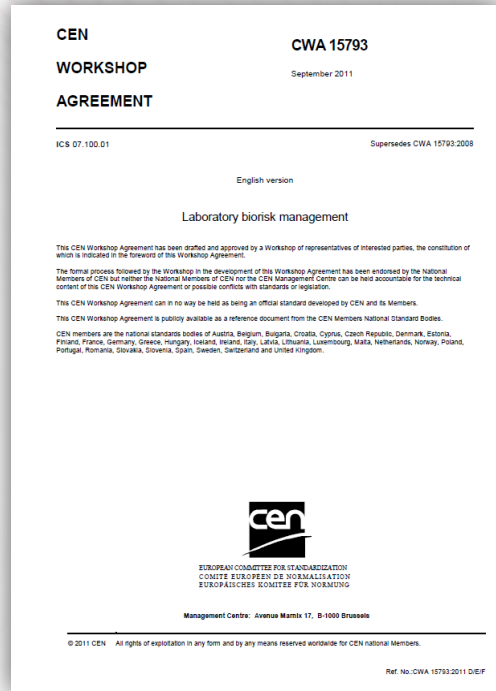 CEN
WORKSHOP
AGREEMENT
CWA 15793
September 2011
ICS 07.100.01
Supersedes CWA 15793:2008
English version
Laboratory biorisk management
This CEN Workshop Agreement has been drafted and approved by a Workshop of representatives of interested parties, the constitution of
which is indicated in the foreword of this Workshop Agreement.
The formal process followed by the Workshop in the development of this Workshop Agreement has been endorsed by the National
Members of CEN but neither the National Members of CEN nor the CEN Management Centre can be held accountable for the technical
content of this CEN Workshop Agreement or possible conflicts with standards or legislation.
This CEN Workshop Agreement can in no way be held as being an official standard developed by CEN and its Members.
This CEN Workshop Agreement is publicly available as a reference document from the CEN Members National Standard Bodies.
CEN members are the national standards bodies of Austria, Belgium, Bulgaria, Croatia, Cyprus, Czech Republic, Denmark, Estonia,
Finland, France, Germany, Greece, Hungary, Iceland, Ireland, Italy, Latvia, Lithuania, Luxembourg, Malta, Netherlands, Norway, Poland,
Portugal, Romania, Slovakia, Slovenia, Spain, Sweden, Switzerland and United Kingdom.
cen
EUROPEAN COMMITTEE FOR STANDARDIZATION
COMITÉ EUROPÉEN DE NORMALISATION
EUROPÄISCHES KOMITEE FÜR NORMUNG
Management Centre: Avenue Marnix 17, B-1000 Brussels
© 2011 CEN All rights of exploitation in any form and by any means reserved worldwide for CEN national Members.
Ref. No.:CWA 15793:2011 D/E/F